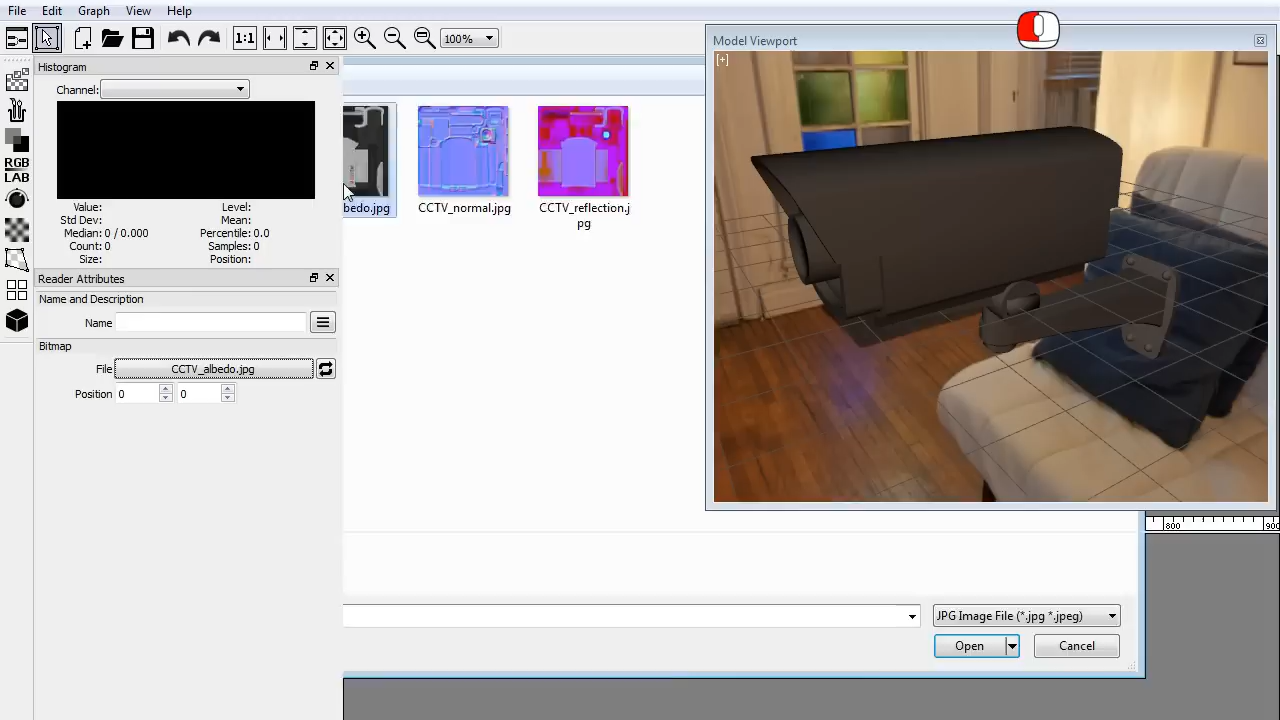 File Edit Graph View Help
1:1
100%
Model Viewport
[+]
Histogram
Channel:
Value: Level:
Std Dev: Mean:
Median: 0 / 0.000 Percentile: 0.0
Count: 0 Samples: 0
Size: Position:
RGB
LAB
bedo.jpg
CCTV_normal.jpg
CCTV_reflection.j
pg
Reader Attributes
Name and Description
Name
Bitmap
File CCTV_albedo.jpg
Position 0 0
800
900
JPG Image File (*.jpg *.jpeg)
Open
Cancel